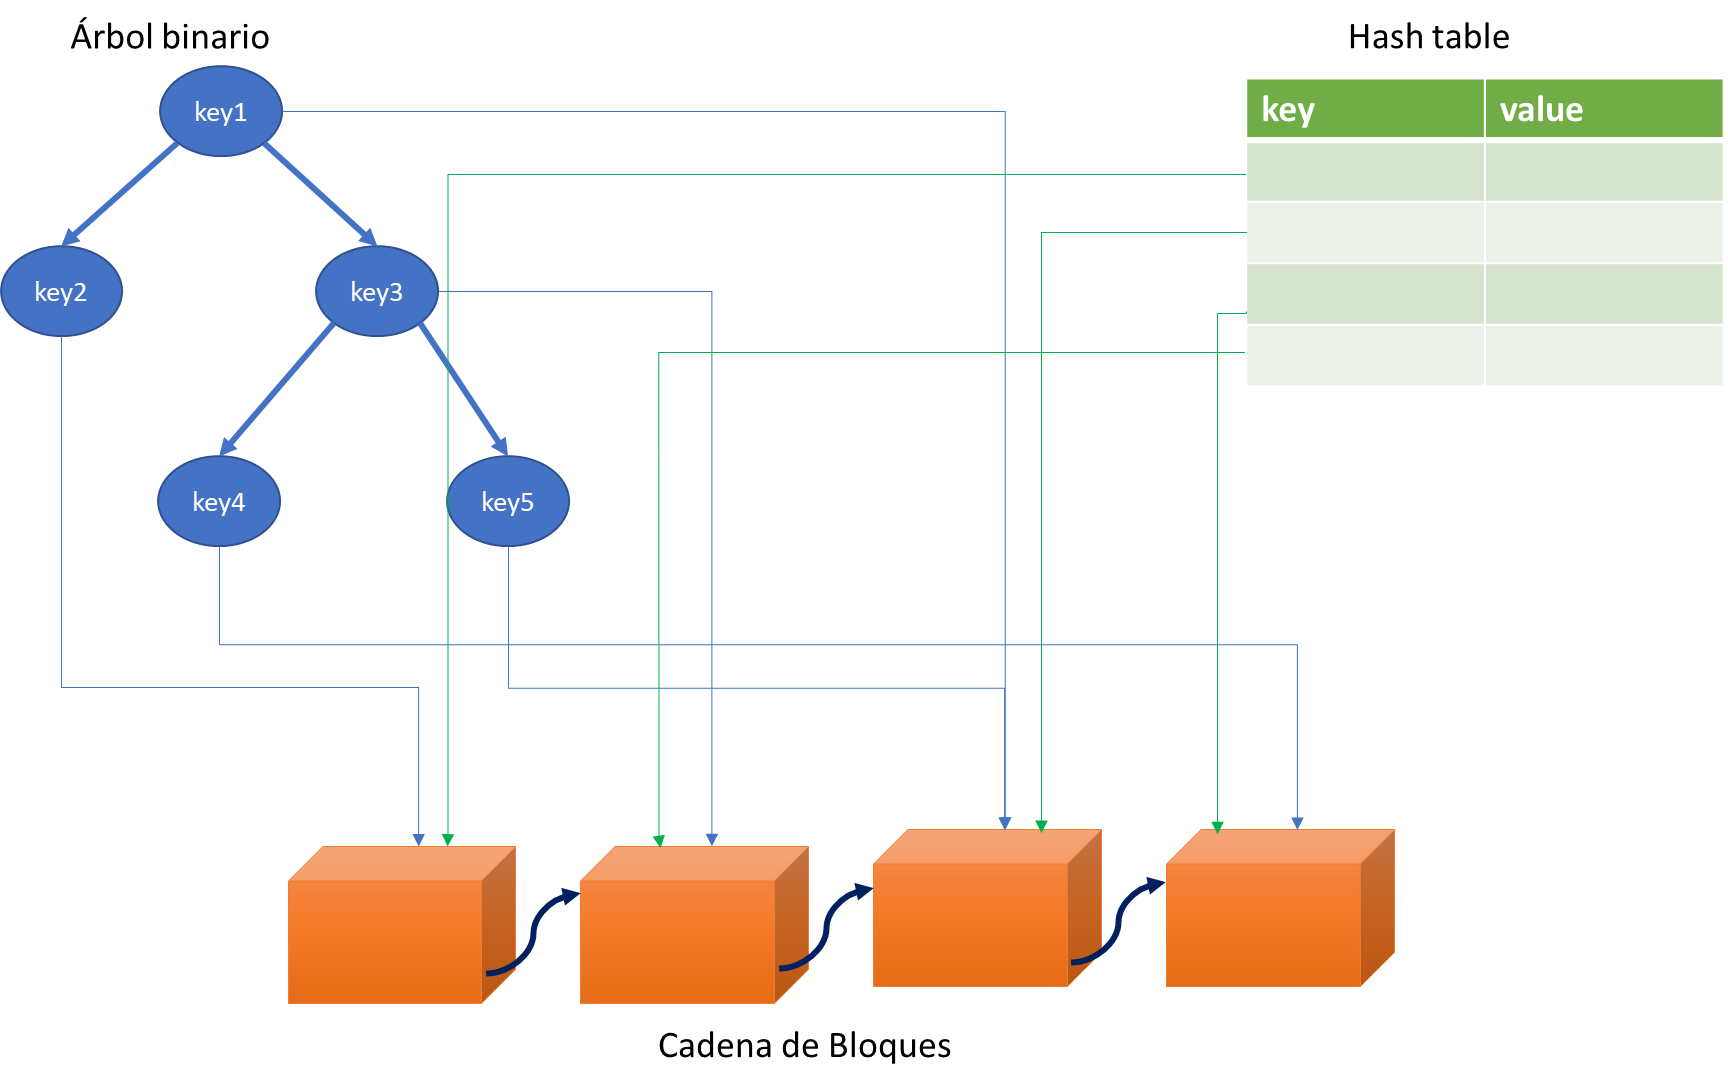 Árbol binario
Hash table
key1
key value
key2
key3
key4
key5
Cadena de Bloques